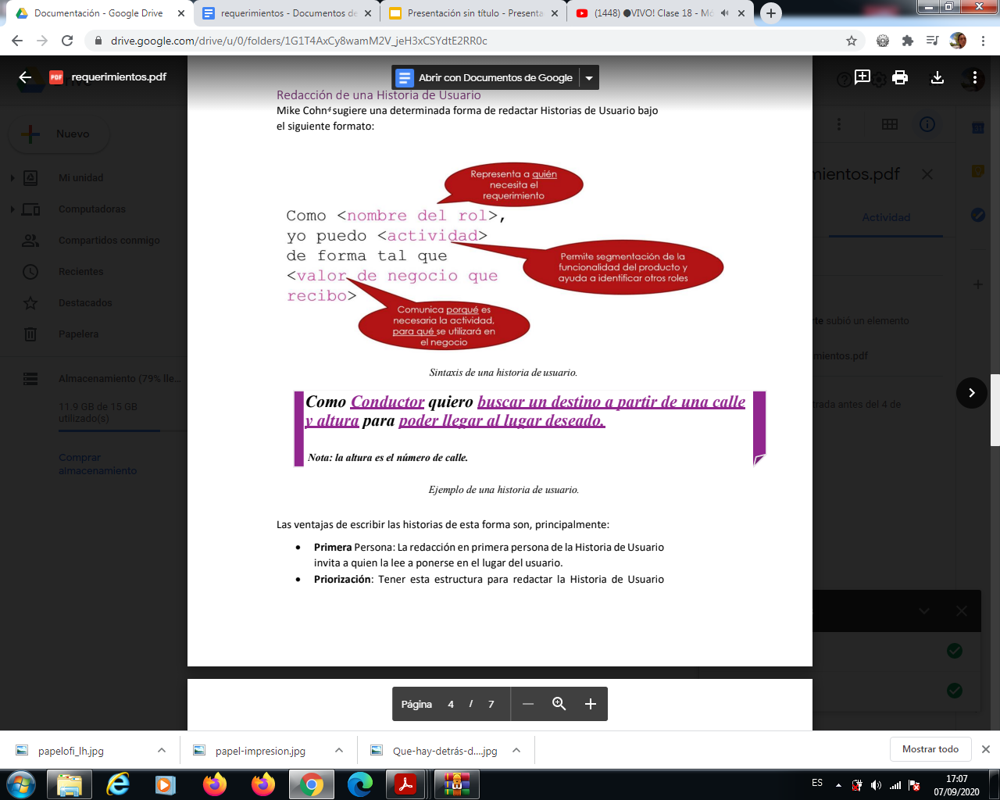 Documentación - Google Drive
requerimientos - Documentos de
Presentación sin título - Presenta
(1448) ●VIVO! Clase 18 - Mó
drive.google.com/drive/u/0/folders/1G1T4AxCy8wamM2V_jeH3xCSYdtE2RR0c
PDF requerimientos.pdf
Abrir con Documentos de Google
Nuevo
Mi unidad
Computadoras
Compartidos conmigo
Recientes
Destacados
Papelera
Almacenamiento (79% lle...
11.9 GB de 15 GB
utilizado(s)
Comprar
almacenamiento
mientos.pdf
Actividad
rte subió un elemento
mientos.pdf
trada antes del 4 de
Redacción de una Historia de Usuario
Mike Cohn4 sugiere una determinada forma de redactar Historias de Usuario bajo
el siguiente formato:
Representa a quién
necesita el
requerimiento
Como <nombre del rol>,
yo puedo <actividad>
de forma tal que
<valor de negocio que
recibo>
Permite segmentación de la
funcionalidad del producto y
ayuda a identificar otros roles
Comunica porqué es
necesaria la actividad,
para qué se utilizará en
el negocio
Sintaxis de una historia de usuario.
Como Conductor quiero buscar un destino a partir de una calle
y altura para poder llegar al lugar deseado.
Nota: la altura es el número de calle.
Ejemplo de una historia de usuario.
Las ventajas de escribir las historias de esta forma son, principalmente:
• Primera Persona: La redacción en primera persona de la Historia de Usuario
invita a quien la lee a ponerse en el lugar del usuario.
• Priorización: Tener esta estructura para redactar la Historia de Usuario
Página 4 / 7
papelofi_lh.jpg
papel-impresion.jpg
Que-hay-detrás-d....jpg
Mostrar todo
ES
17:07
07/09/2020